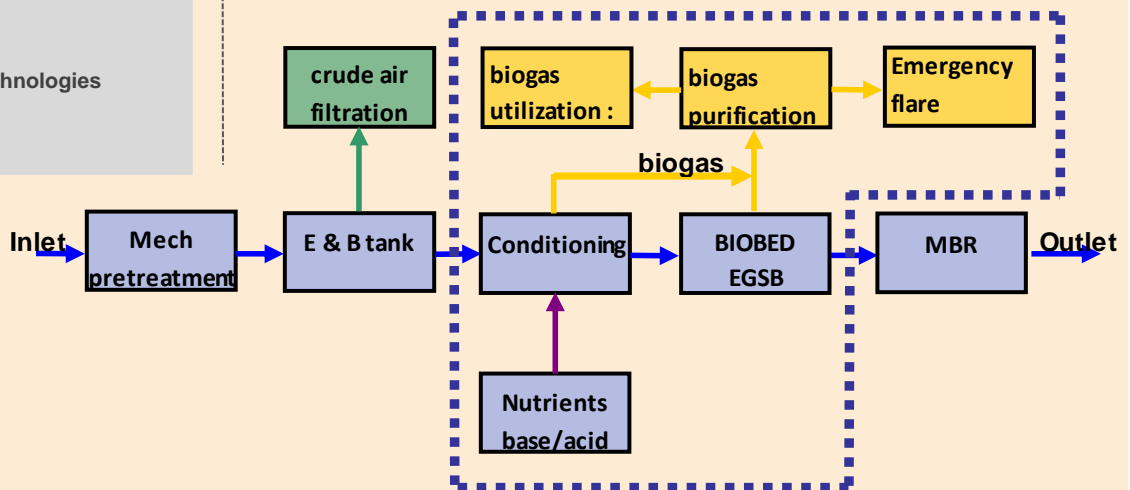 hnologies
crude air
filtration
biogas
utilization :
biogas
purification
Emergency
flare
biogas
Inlet
Mech
pretreatment
E & B tank
Conditioning
BIOBED
EGSB
MBR
Outlet
Nutrients
base/acid